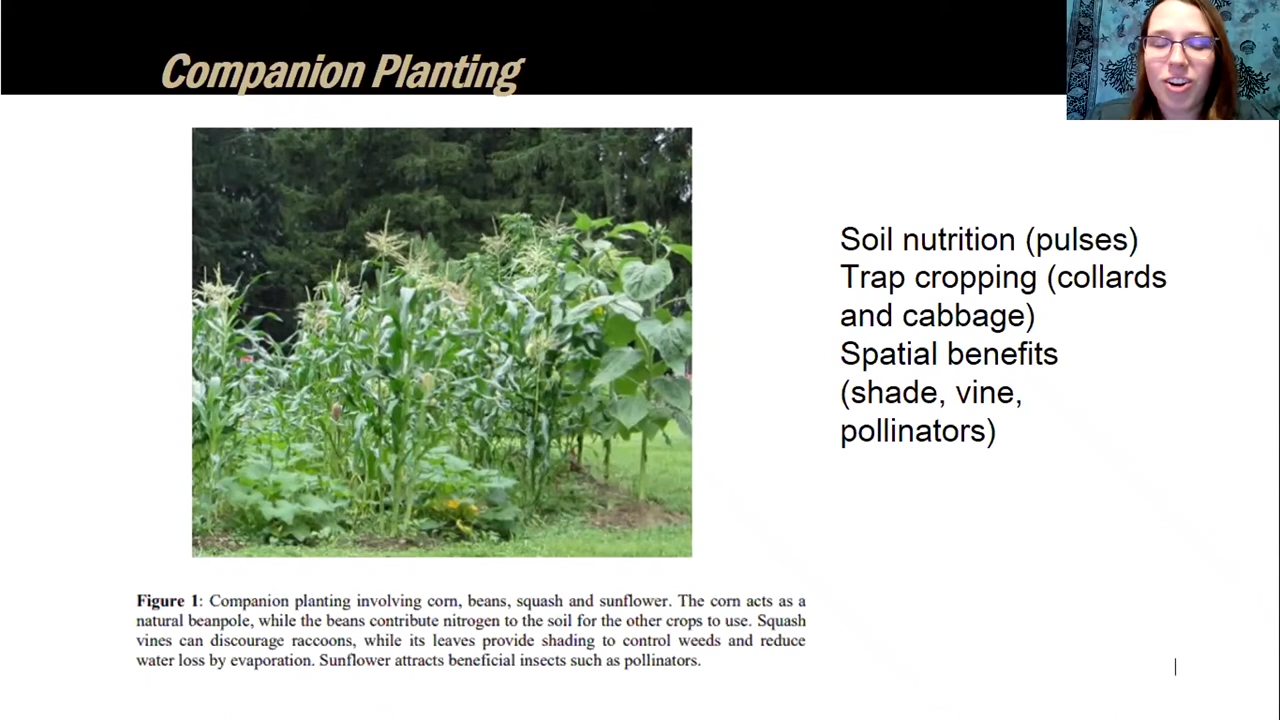 Companion Planting
Soil nutrition (pulses)
Trap cropping (collards
and cabbage)
Spatial benefits
(shade, vine,
pollinators)
Figure 1: Companion planting involving corn, beans, squash and sunflower. The corn acts as a
natural beanpole, while the beans contribute nitrogen to the soil for the other crops to use. Squash
vines can discourage raccoons, while its leaves provide shading to control weeds and reduce
water loss by evaporation. Sunflower attracts beneficial insects such as pollinators.